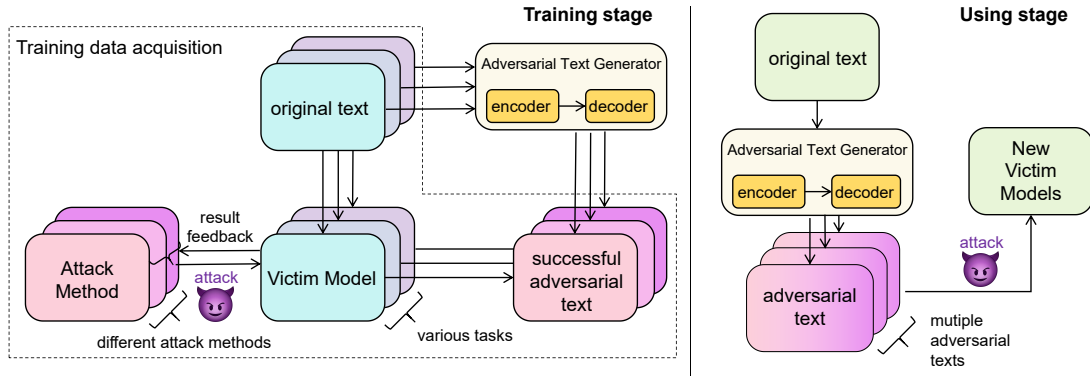 Training stage
Training data acquisition
original text
Adversarial Text Generator
encoder
decoder
result
feedback
Attack
Method
attack
Victim Model
successful
adversarial
text
different attack methods
various tasks
Using stage
original text
Adversarial Text Generator
encoder
decoder
New
Victim
Models
attack
adversarial
text
mutiple
adversarial
texts